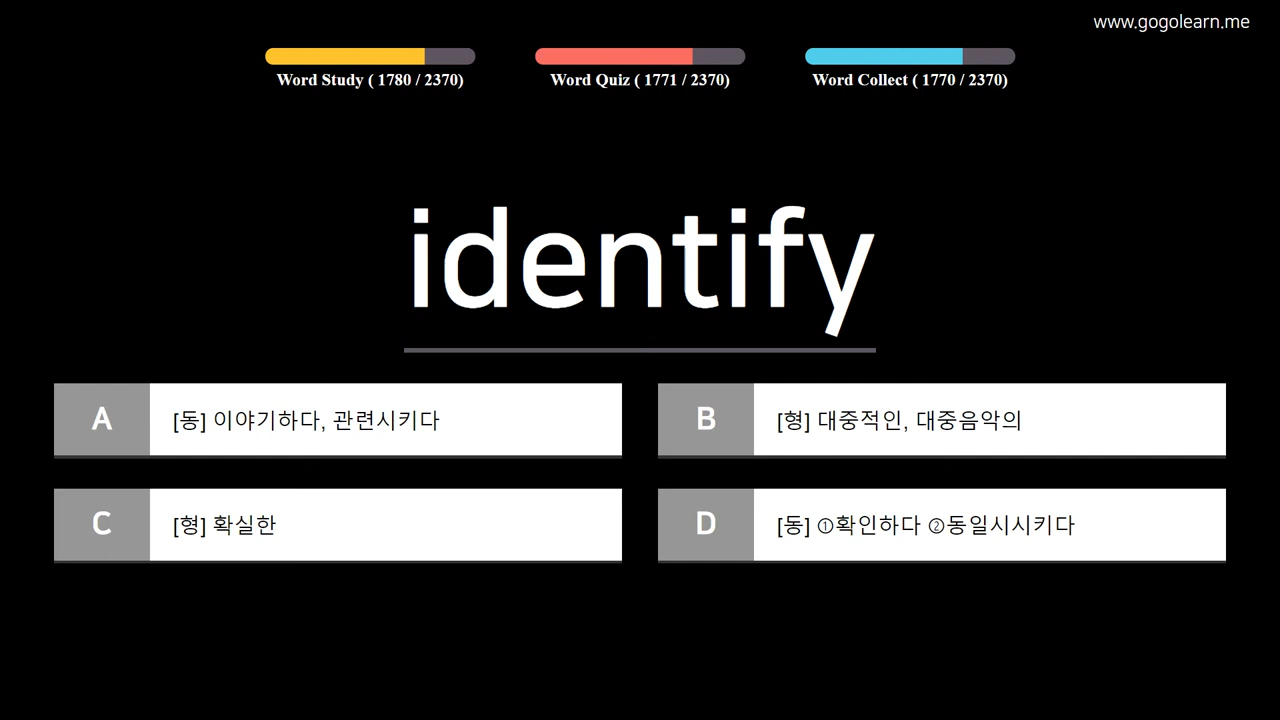 www.gogolearn.me
Word Study ( 1780 / 2370)
Word Quiz ( 1771 / 2370)
Word Collect ( 1770 / 2370)
identify
A [동] 이야기하다, 관련시키다
B [형] 대중적인, 대중음악의
C [형] 확실한
D [동] ①확인하다 ②동일시시키다